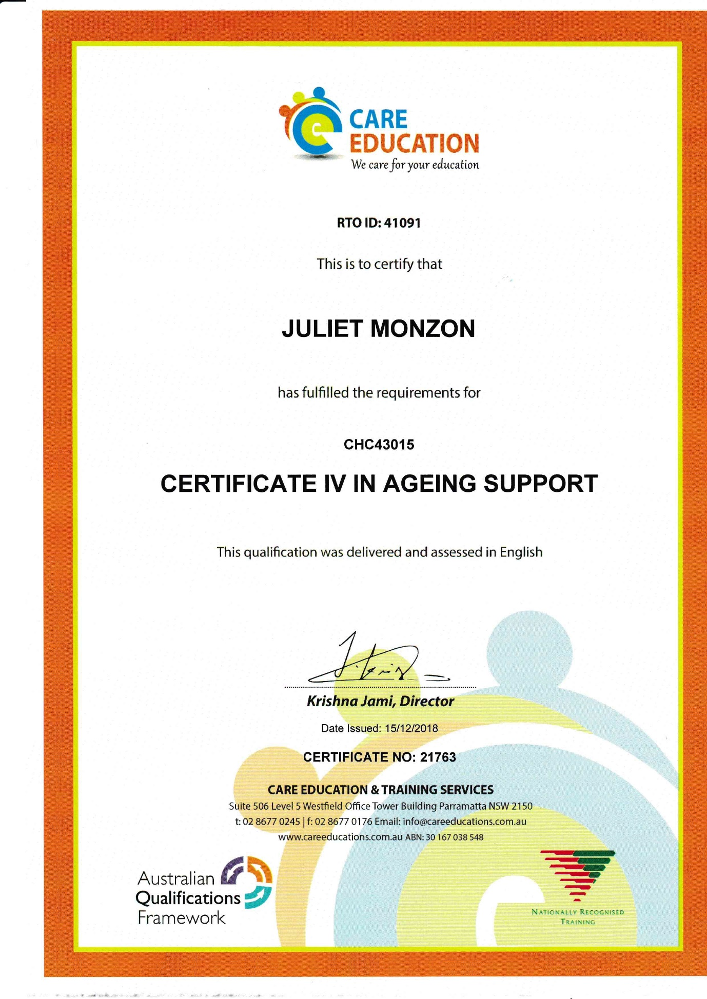 CARE
EDUCATION
We care for your education
RTO ID: 41091
This is to certify that
JULIET MONZON
has fulfilled the requirements for
CHC43015
CERTIFICATE IV IN AGEING SUPPORT
This qualification was delivered and assessed in English
Krishna Jami, Director
Date Issued: 15/12/2018
CERTIFICATE NO: 21763
CARE EDUCATION & TRAINING SERVICES
Suite 506 Level 5 Westfield Office Tower Building Parramatta NSW 2150
t: 02 8677 0245 | f: 02 8677 0176 Email: info@careeducations.com.au
www.careeducations.com.au ABN: 30 167 038 548
Australian
Qualifications
Framework
NATIONALLY RECOGNISED
TRAINING